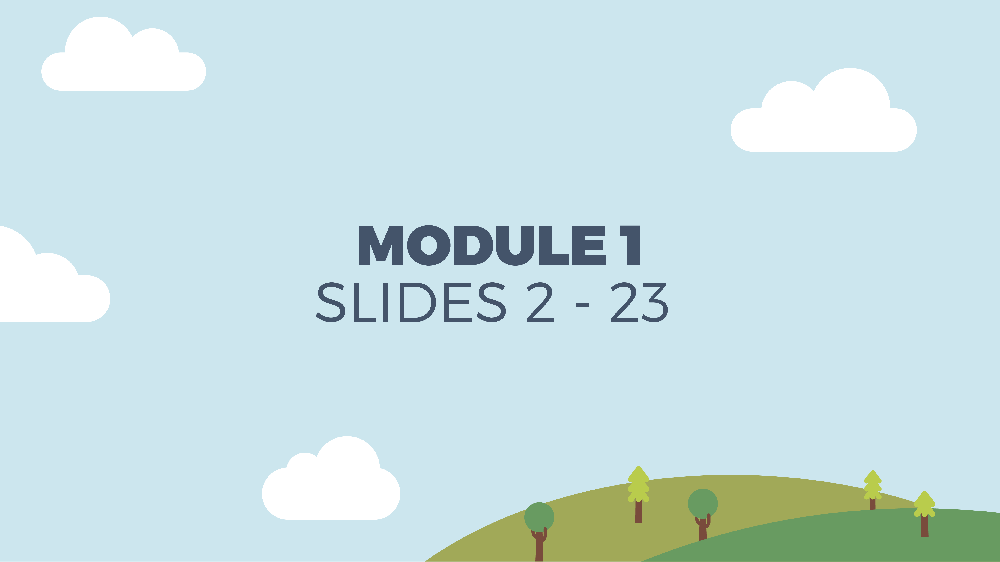 MODULE 1
SLIDES 2 - 23